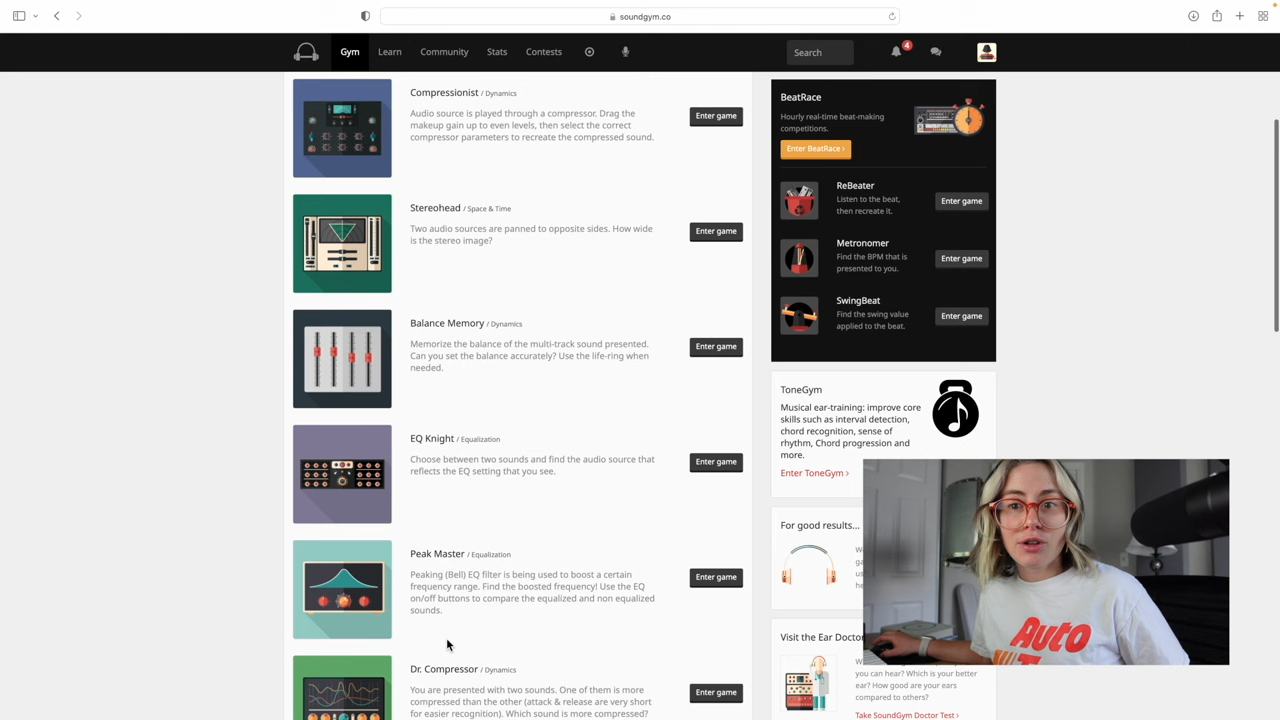 soundgym.co
Gym
Learn
Community
Stats
Contests
Search
4
Compressionist / Dynamics
Audio source is played through a compressor. Drag the
makeup gain up to even levels, then select the correct
compressor parameters to recreate the compressed sound.
Enter game
Stereohead / Space & Time
Two audio sources are panned to opposite sides. How wide
is the stereo image?
Enter game
Balance Memory / Dynamics
Memorize the balance of the multi-track sound presented.
Can you set the balance accurately? Use the life-ring when
needed.
Enter game
EQ Knight / Equalization
Choose between two sounds and find the audio source that
reflects the EQ setting that you see.
Enter game
Peak Master / Equalization
Peaking (Bell) EQ filter is being used to boost a certain
frequency range. Find the boosted frequency! Use the EQ
on/off buttons to compare the equalized and non equalized
sounds.
Enter game
Dr. Compressor / Dynamics
You are presented with two sounds. One of them is more
compressed than the other (attack & release are very short
for easier recognition). Which sound is more compressed?
Enter game
BeatRace
Hourly real-time beat-making
competitions.
Enter BeatRace ›
ReBeater
Listen to the beat,
then recreate it.
Enter game
Metronomer
Find the BPM that is
presented to you.
Enter game
SwingBeat
Find the swing value
applied to the beat.
Enter game
ToneGym
Musical ear-training: improve core
skills such as interval detection,
chord recognition, sense of
rhythm, Chord progression and
more.
Enter ToneGym ›
For good results...
Visit the Ear Doctor
you can hear? Which is your better
ear? How good are your ears
compared to others?
Take SoundGym Doctor Test ›
Auto